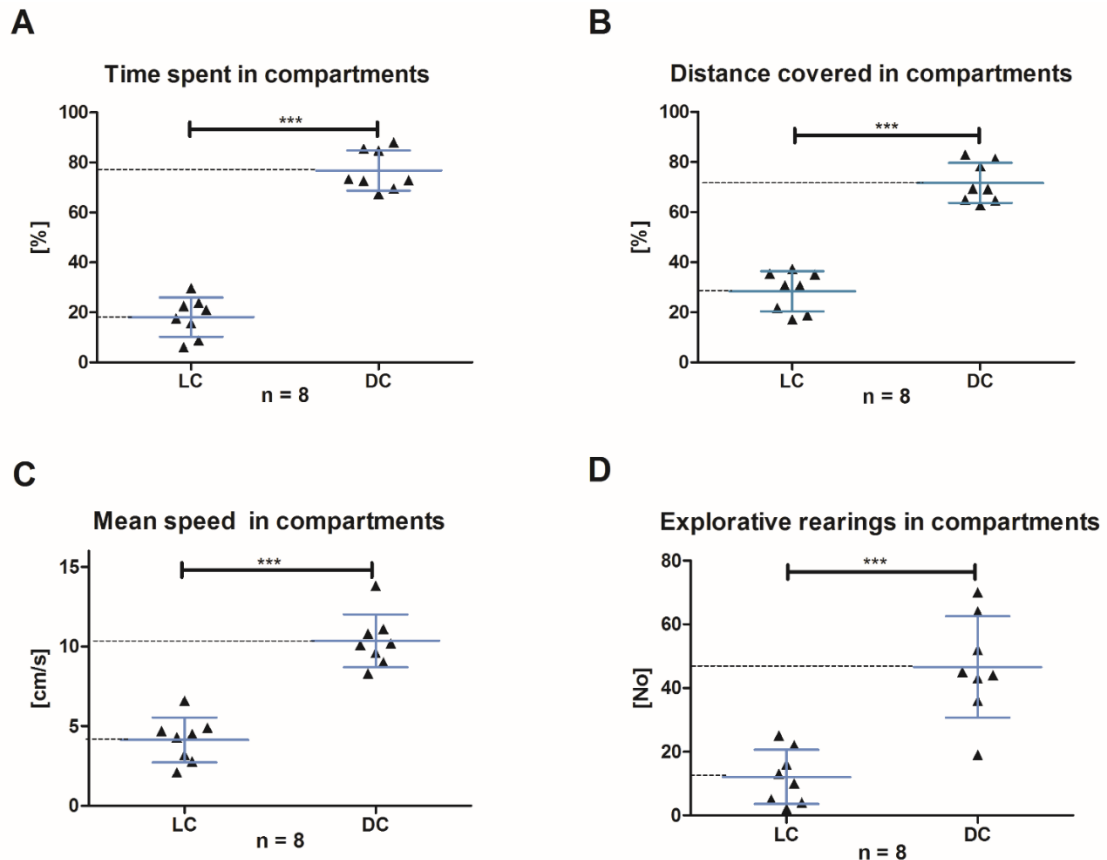 A
Time spent in compartments
100
80
60
40
20
0
[%]
***
LC
DC
n = 8
B
Distance covered in compartments
100
80
60
40
20
0
[%]
***
LC
DC
n = 8
C
Mean speed in compartments
15
10
5
0
[cm/s]
***
LC
DC
n = 8
D
Explorative rearings in compartments
80
60
40
20
0
[No]
***
LC
DC
n = 8